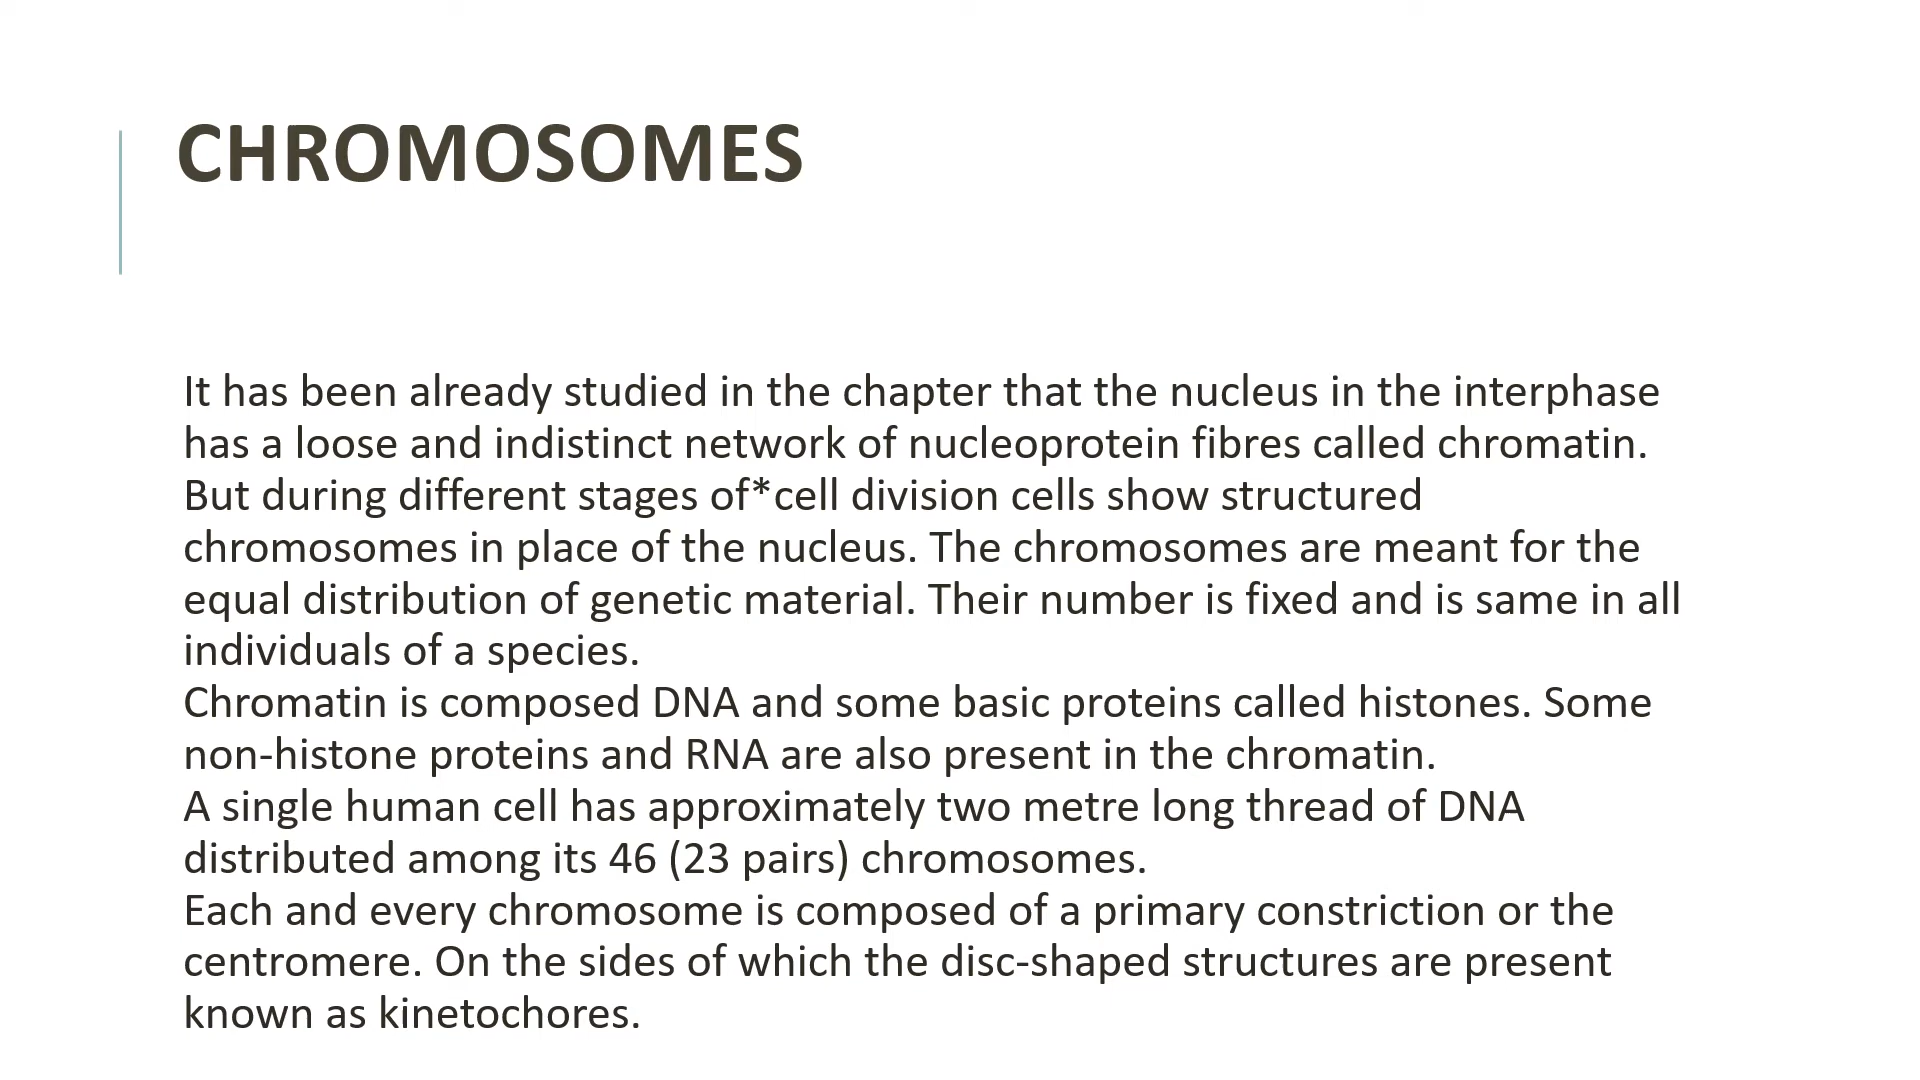 CHROMOSOMES
It has been already studied in the chapter that the nucleus in the interphase
has a loose and indistinct network of nucleoprotein fibres called chromatin.
But during different stages of*cell division cells show structured
chromosomes in place of the nucleus. The chromosomes are meant for the
equal distribution of genetic material. Their number is fixed and is same in all
individuals of a species.
Chromatin is composed DNA and some basic proteins called histones. Some
non-histone proteins and RNA are also present in the chromatin.
A single human cell has approximately two metre long thread of DNA
distributed among its 46 (23 pairs) chromosomes.
Each and every chromosome is composed of a primary constriction or the
centromere. On the sides of which the disc-shaped structures are present
known as kinetochores.